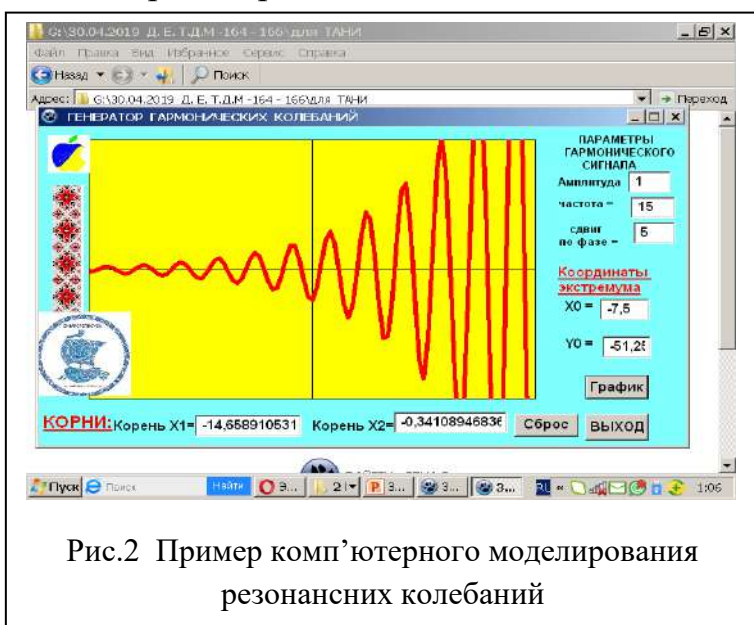 G:\30.04.2019 Д. Е. Т.Д.М -164 - 166\для ТАНИ
Файл Правка Вид Избранное Сервис Справка
Назад Поиск
Адрес: G:\30.04.2019 Д. Е. Т.Д.М -164 - 166\для ТАНИ Переход
ГЕНЕРАТОР ГАРМОНИЧЕСКИХ КОЛЕБАНИЙ
ПАРАМЕТРЫ
ГАРМОНИЧЕСКОГО
СИГНАЛА
Амплитуда 1
частота = 15
сдвиг
по фазе = 5
Координаты
экстремума
X0 = -7,5
Y0 = -51,25
График
КОРНИ: Корень X1= -14,658910531 Корень X2= -0,34108946836 Сброс ВЫХОД
Пуск Поиск Найти Э... 2 З... З... З... RU « 1:06
Рис.2 Пример комп’ютерного моделирования
резонансних колебаний